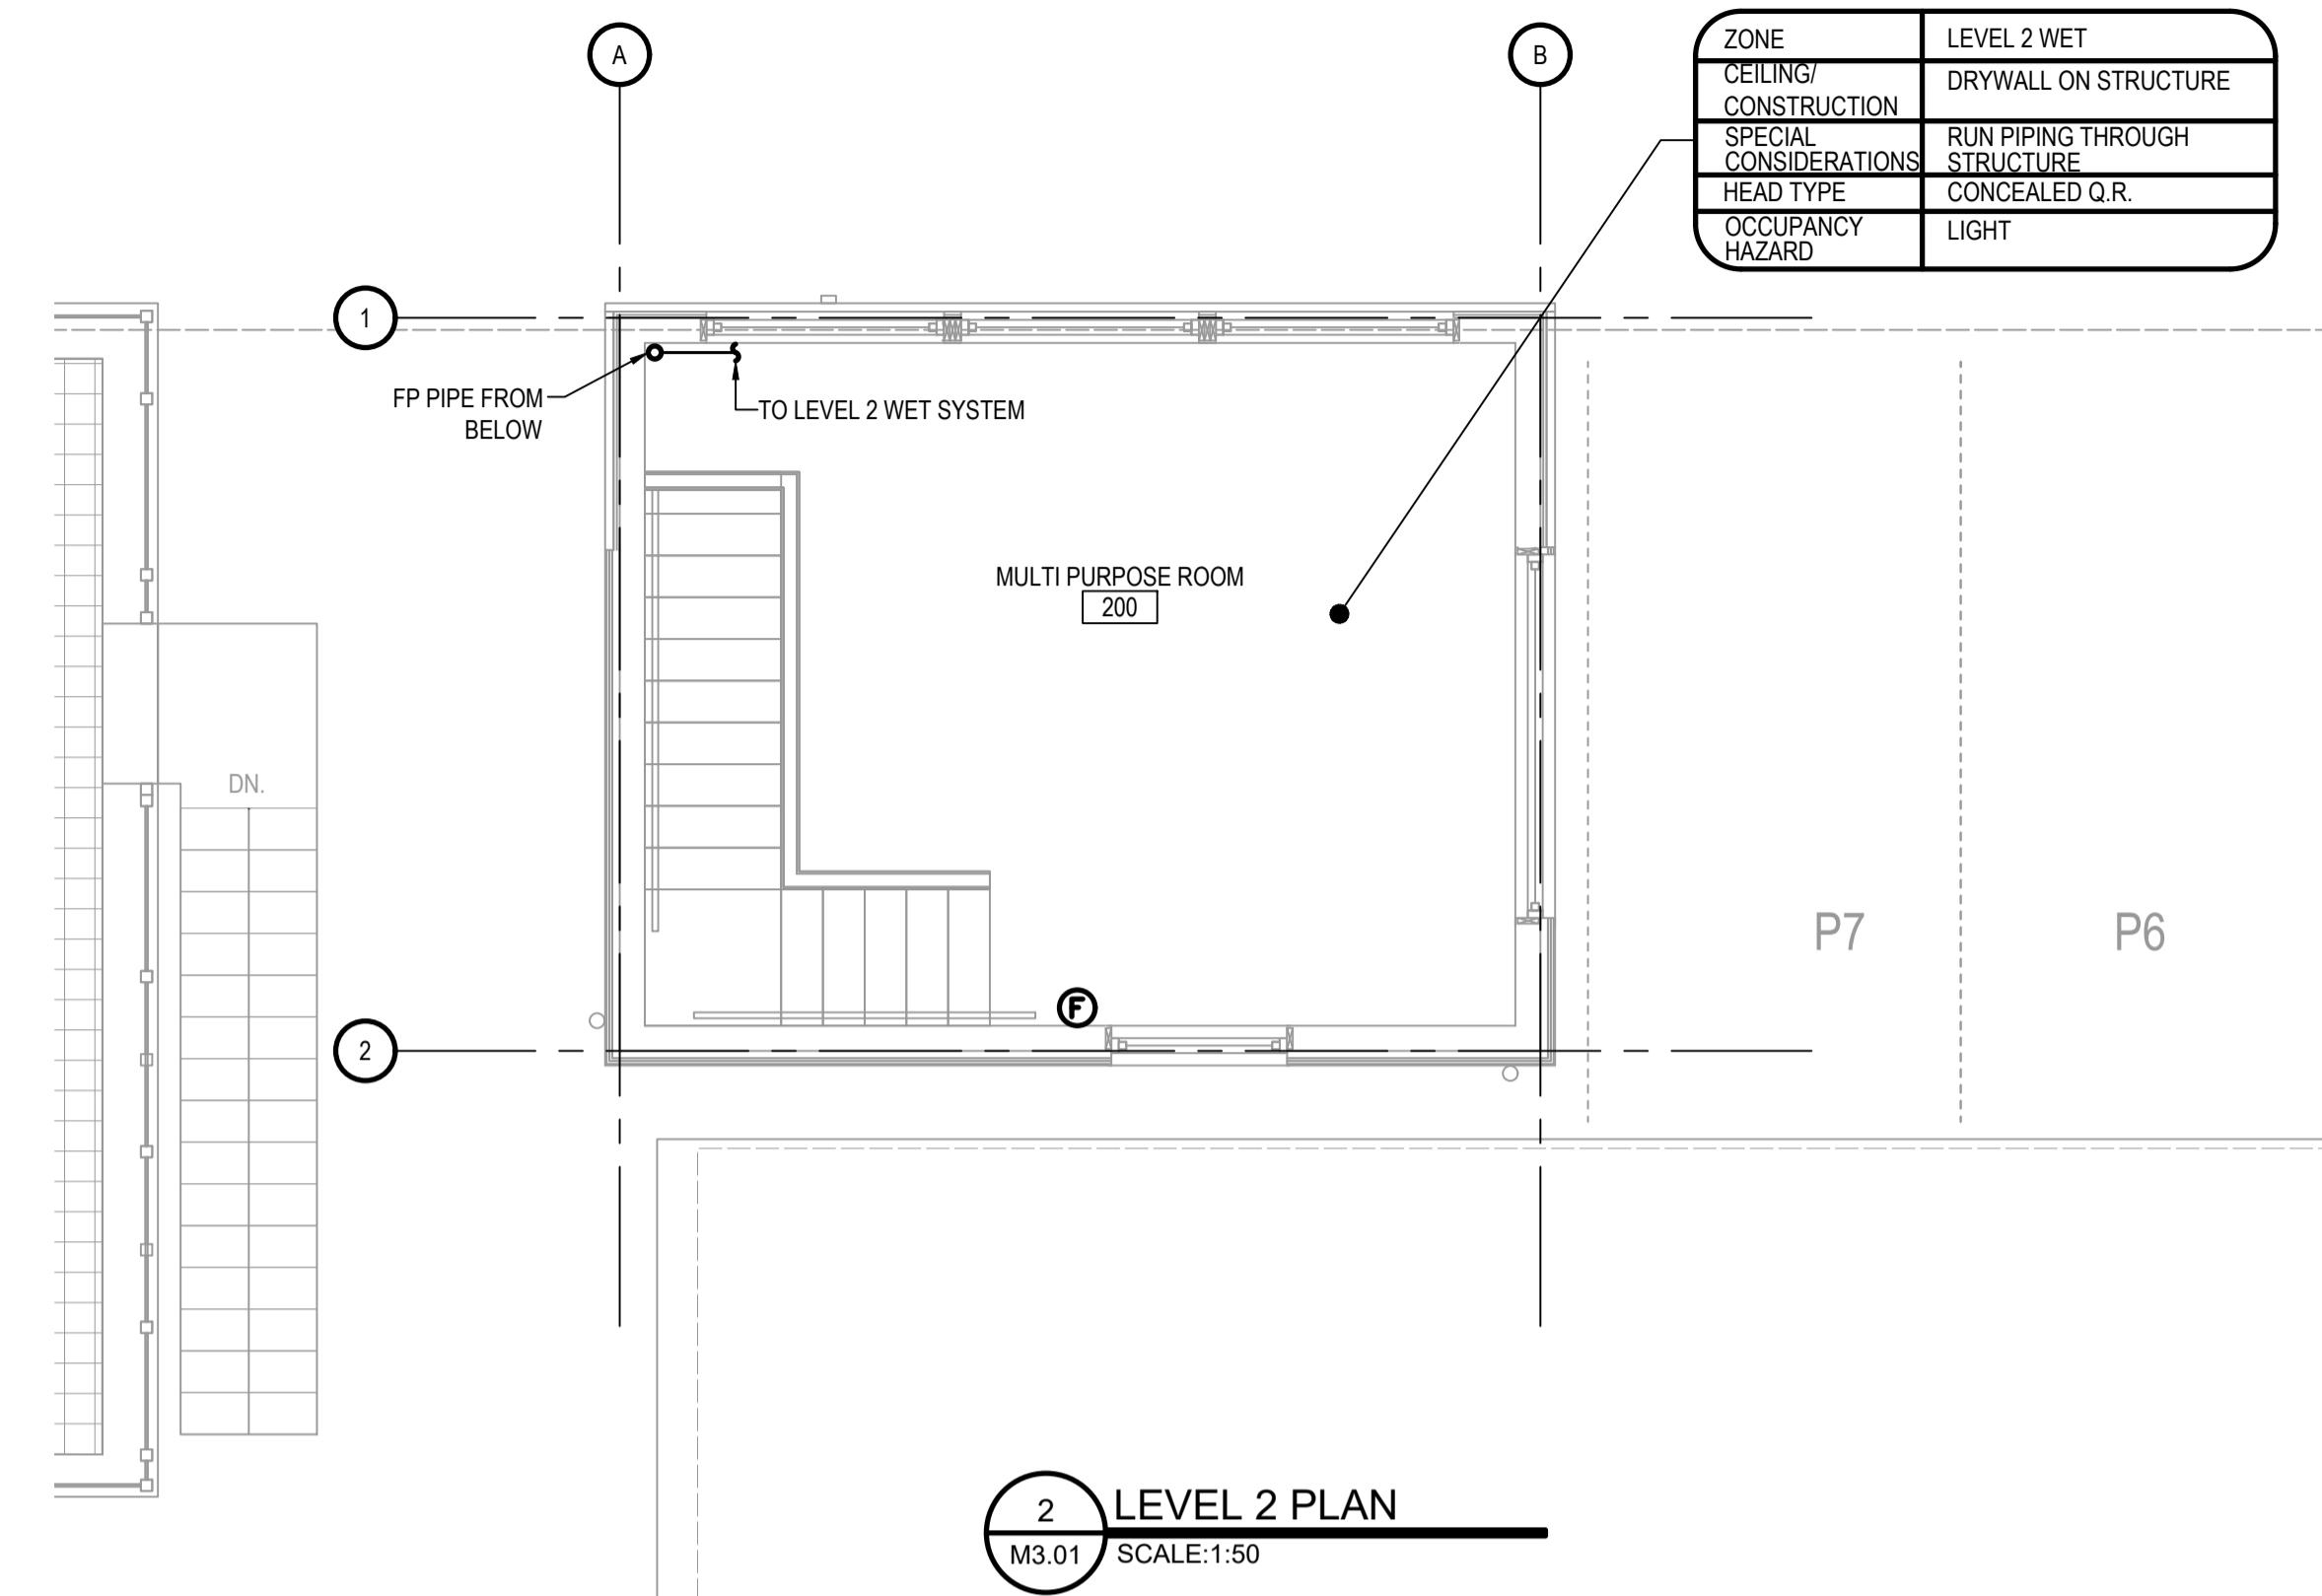 A
B
ZONE
LEVEL 2 WET
CEILING/
CONSTRUCTION
DRYWALL ON STRUCTURE
SPECIAL
CONSIDERATIONS
RUN PIPING THROUGH
STRUCTURE
HEAD TYPE
CONCEALED Q.R.
OCCUPANCY
HAZARD
LIGHT
1
FP PIPE FROM
BELOW
TO LEVEL 2 WET SYSTEM
MULTI PURPOSE ROOM
200
DN.
P7
P6
F
2
2
M3.01
LEVEL 2 PLAN
SCALE:1:50